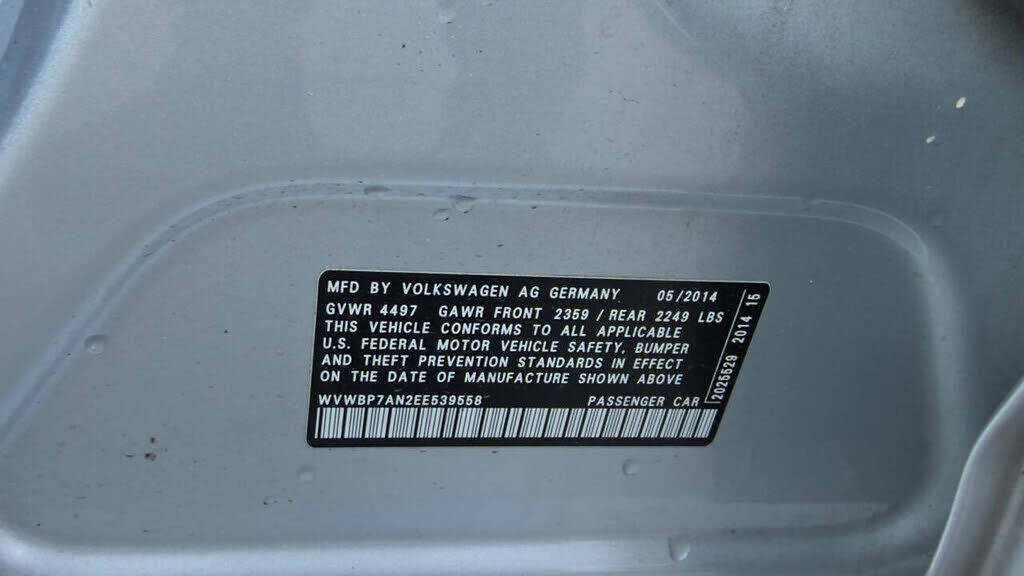 MFD BY VOLKSWAGEN AG GERMANY 05/2014
GVWR 4497 GAWR FRONT 2359 / REAR 2249 LBS
THIS VEHICLE CONFORMS TO ALL APPLICABLE
U.S. FEDERAL MOTOR VEHICLE SAFETY, BUMPER
AND THEFT PREVENTION STANDARDS IN EFFECT
ON THE DATE OF MANUFACTURE SHOWN ABOVE
WVWBP7AN2EE539558 PASSENGER CAR
2025529 2014 15